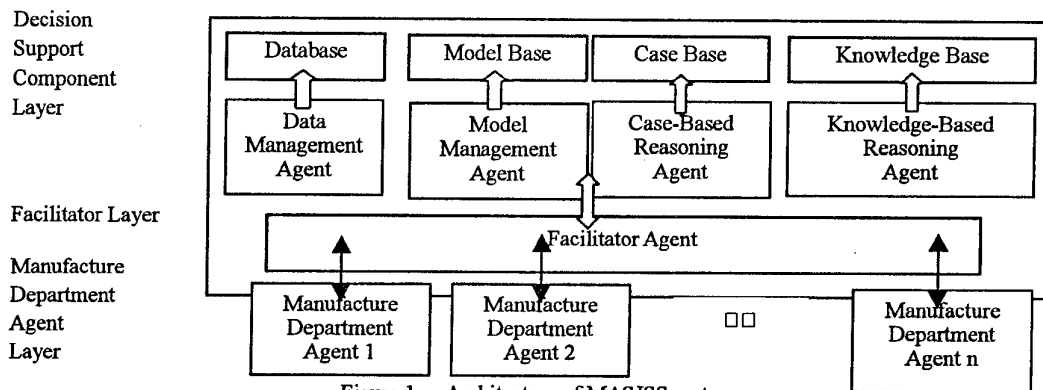 Decision
Support
Component
Layer
Database
Model Base
Case Base
Knowledge Base
Data
Management
Agent
Model
Management
Agent
Case-Based
Reasoning
Agent
Knowledge-Based
Reasoning
Agent
Facilitator Layer
Facilitator Agent
Manufacture
Department
Agent
Layer
Manufacture
Department
Agent 1
Manufacture
Department
Agent 2
□□
Manufacture
Department
Agent n